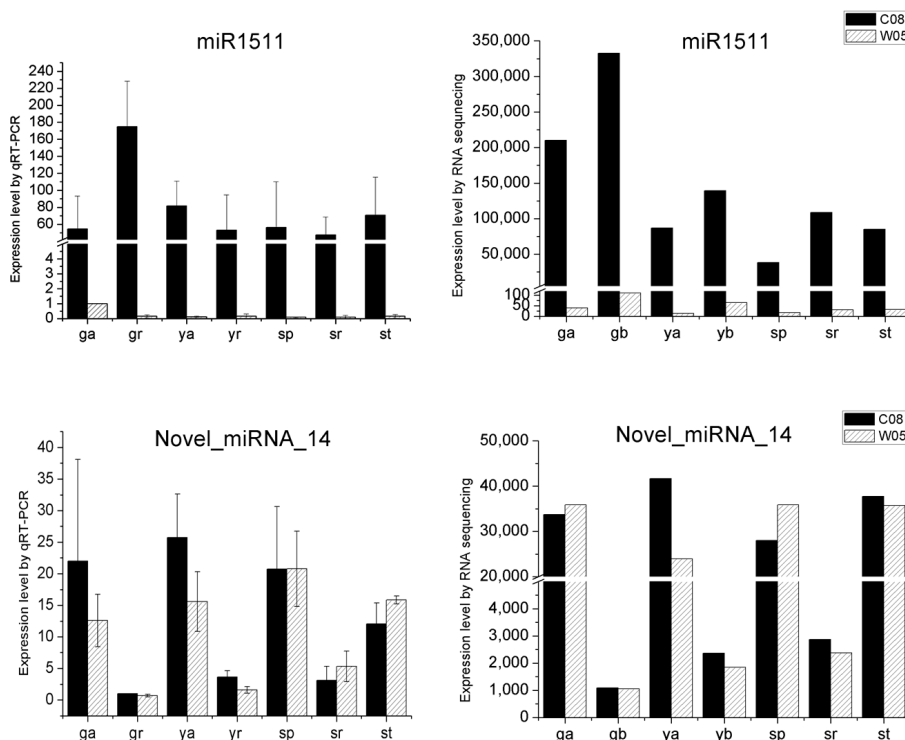 miR1511
Expression level by qRT-PCR
240
220
200
180
160
140
120
100
80
60
5
4
3
2
1
0
ga gr ya yr sp sr st
miR1511
C08
W05
Expression level by RNA sequnecing
350,000
300,000
250,000
200,000
150,000
100,000
50,000
100
50
0
ga gb ya yb sp sr st
Novel_miRNA_14
Expression level by qRT-PCR
40
35
30
25
20
15
10
5
0
ga gr ya yr sp sr st
Novel_miRNA_14
C08
W05
Expression level by RNA sequencing
50,000
40,000
30,000
20,000
4,000
3,000
2,000
1,000
0
ga gb ya yb sp sr st